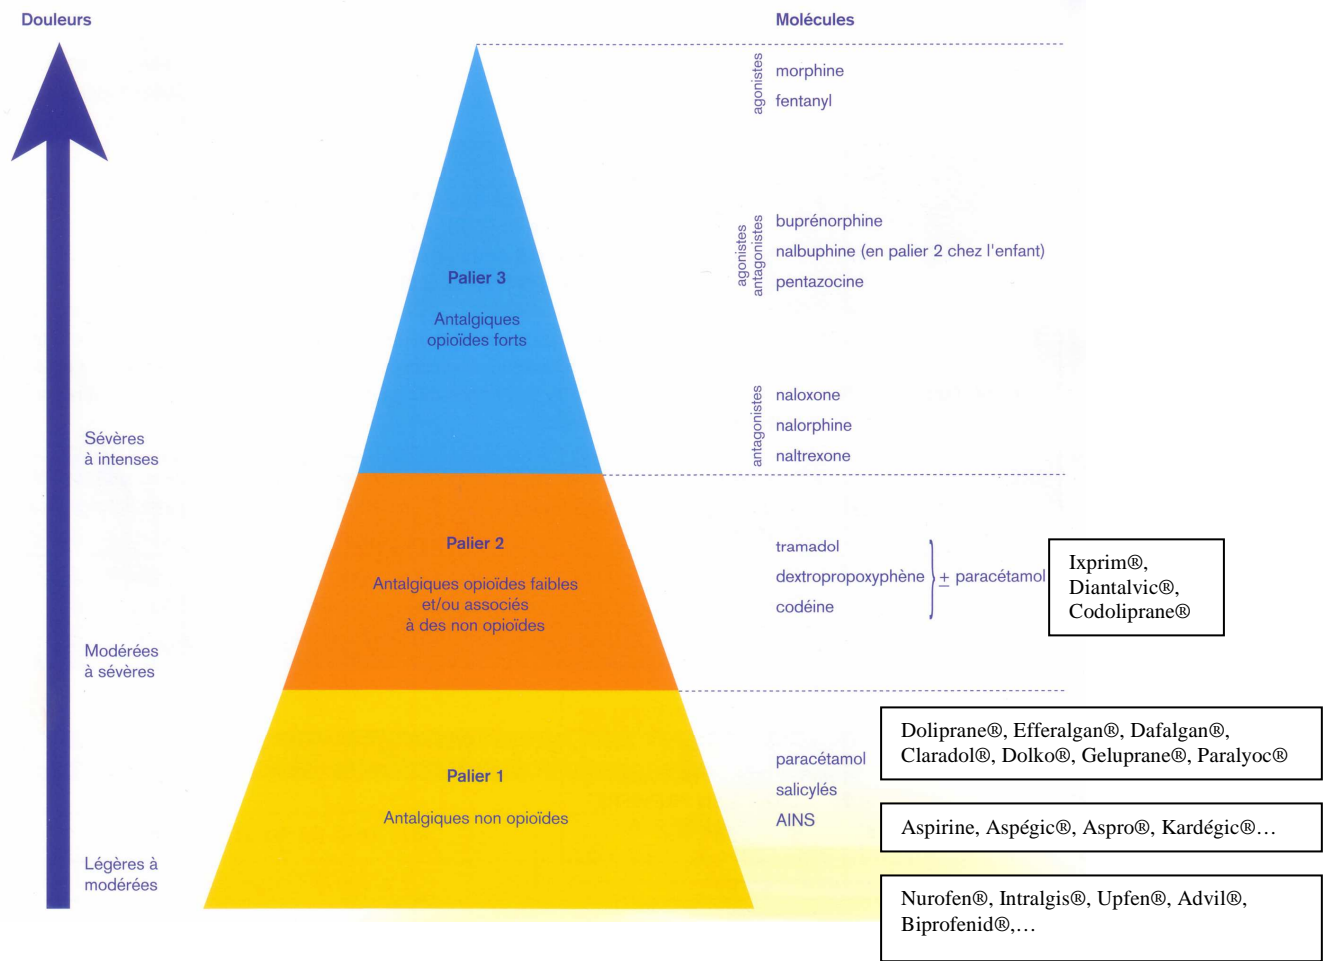 Douleurs
Molécules
agonistes
morphine
fentanyl
agonistes
antagonistes
buprénorphine
nalbuphine (en palier 2 chez l'enfant)
pentazocine
Palier 3
Antalgiques
opioïdes forts
antagonistes
naloxone
nalorphine
naltrexone
Sévères
à intenses
Palier 2
Antalgiques opioïdes faibles
et/ou associés
à des non opioïdes
tramadol
dextropropoxyphène } ± paracétamol
codéine
Ixprim®,
Diantalvic®,
Codoliprane®
Modérées
à sévères
Palier 1
Antalgiques non opioïdes
paracétamol
salicylés
AINS
Doliprane®, Efferalgan®, Dafalgan®,
Claradol®, Dolko®, Geluprane®, Paralyoc®
Aspirine, Aspégic®, Aspro®, Kardégic®…
Légères à
modérées
Nurofen®, Intralgis®, Upfen®, Advil®,
Biprofenid®,…